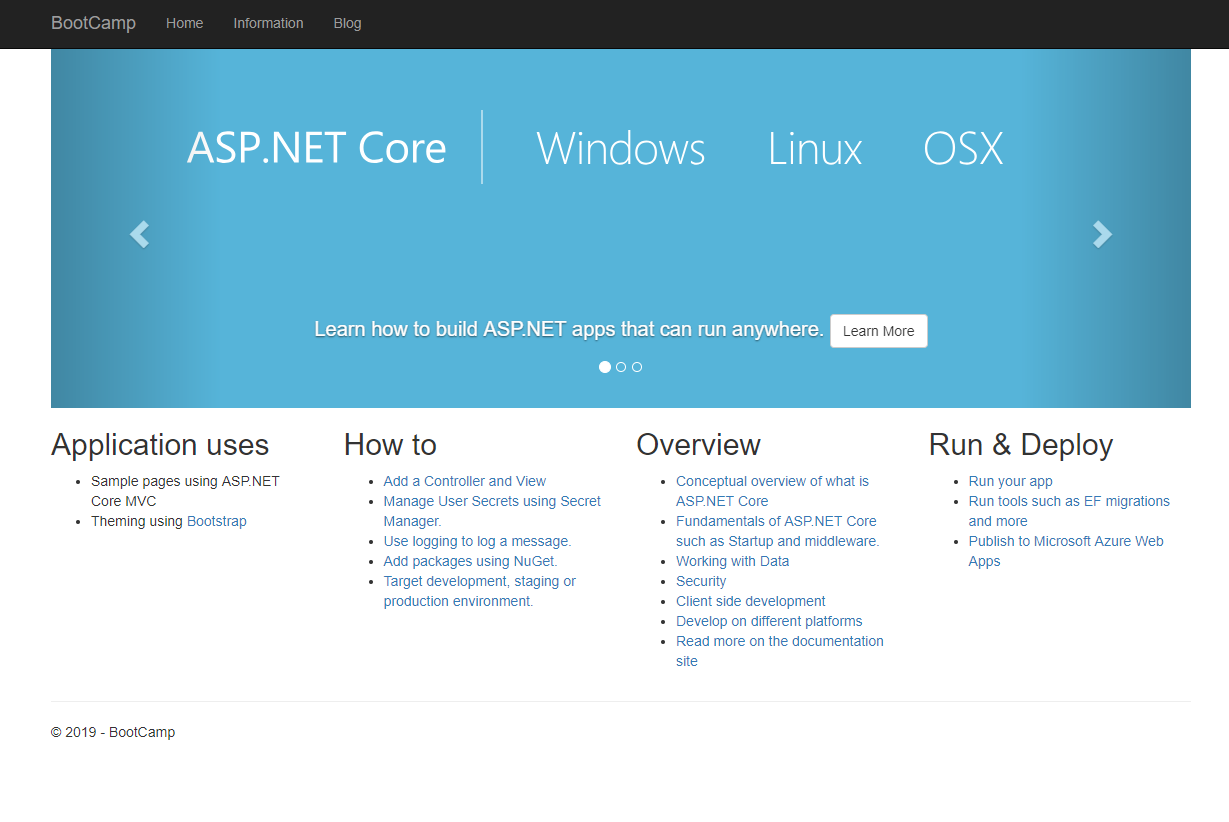 BootCamp Home Information Blog
ASP.NET Core Windows Linux OSX
Learn how to build ASP.NET apps that can run anywhere. Learn More
Application uses
Sample pages using ASP.NET
Core MVC
Theming using Bootstrap
How to
Add a Controller and View
Manage User Secrets using Secret
Manager.
Use logging to log a message.
Add packages using NuGet.
Target development, staging or
production environment.
Overview
Conceptual overview of what is
ASP.NET Core
Fundamentals of ASP.NET Core
such as Startup and middleware.
Working with Data
Security
Client side development
Develop on different platforms
Read more on the documentation
site
Run & Deploy
Run your app
Run tools such as EF migrations
and more
Publish to Microsoft Azure Web
Apps
© 2019 - BootCamp